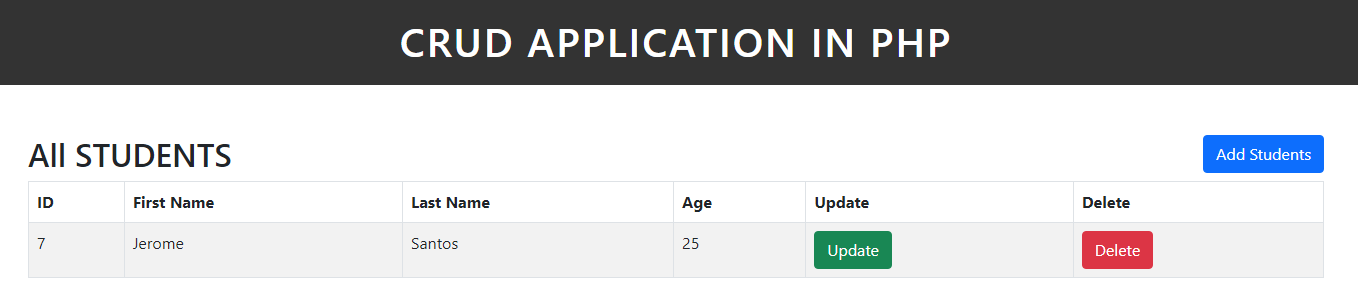 CRUD APPLICATION IN PHP
All STUDENTS
Add Students
ID First Name Last Name Age Update Delete
7 Jerome Santos 25 Update Delete